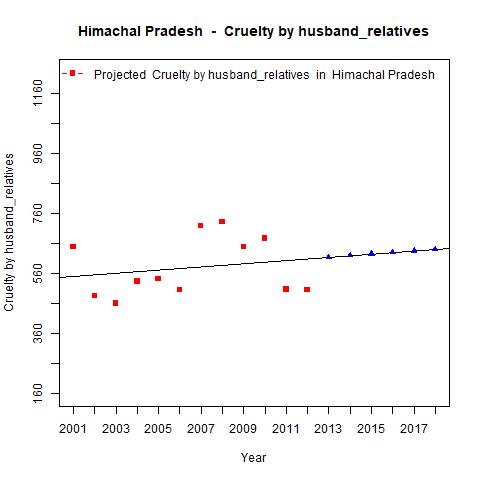 Himachal Pradesh - Cruelty by husband_relatives
Projected Cruelty by husband_relatives in Himachal Pradesh
Cruelty by husband_relatives
1160
960
760
560
360
160
2001 2003 2005 2007 2009 2011 2013 2015 2017
Year